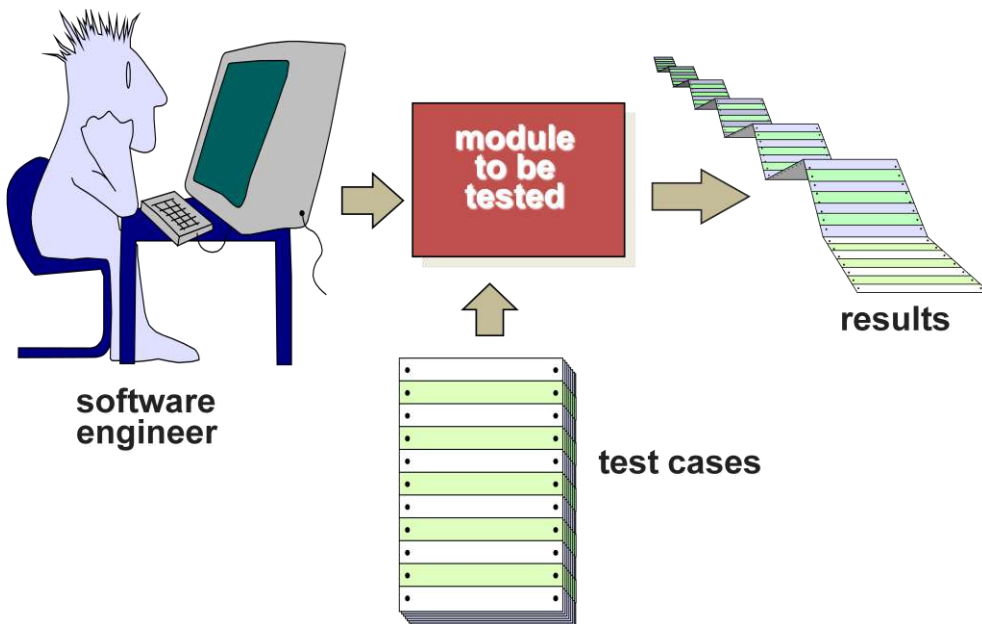 module
to be
tested
results
software
engineer
test cases